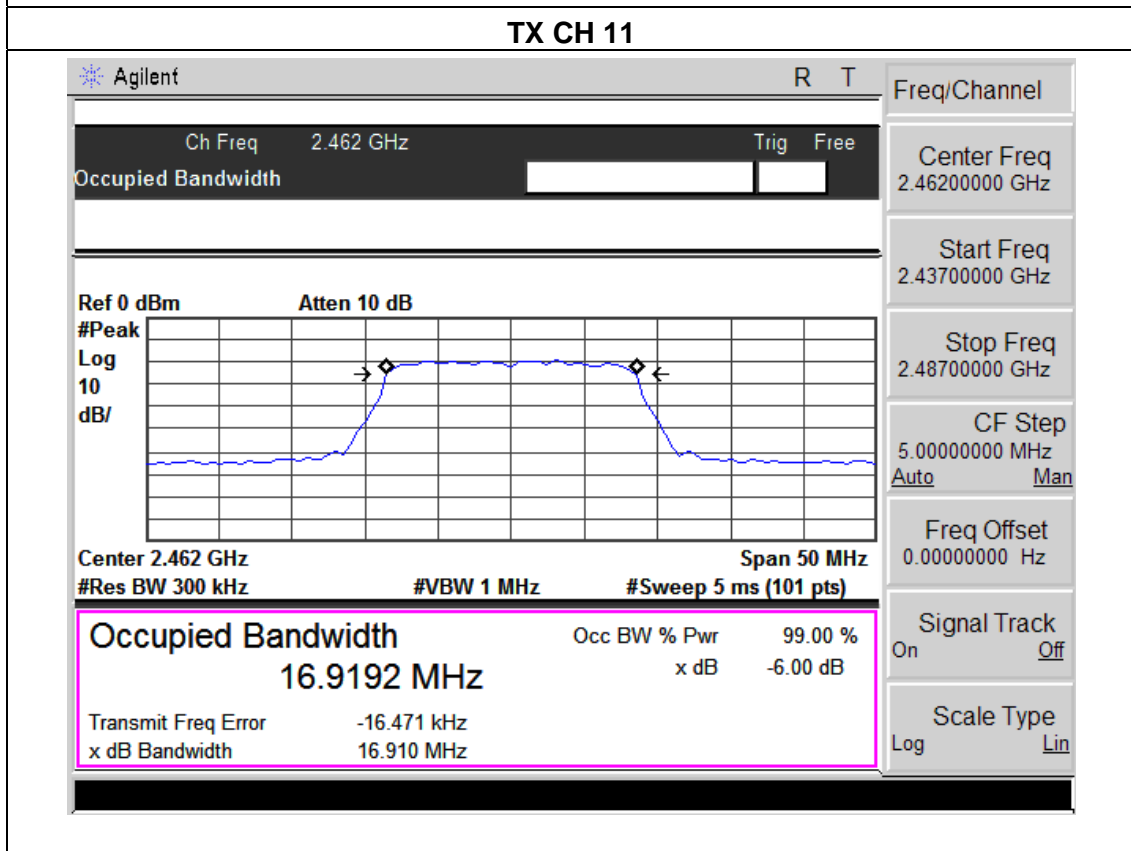 TX CH 11
Agilent R T
Ch Freq 2.462 GHz Trig Free
Occupied Bandwidth
Ref 0 dBm Atten 10 dB
#Peak
Log
10
dB/
Center 2.462 GHz Span 50 MHz
#Res BW 300 kHz #VBW 1 MHz #Sweep 5 ms (101 pts)
Occupied Bandwidth Occ BW % Pwr 99.00 %
16.9192 MHz x dB -6.00 dB
Transmit Freq Error -16.471 kHz
x dB Bandwidth 16.910 MHz
Freq/Channel
Center Freq
2.46200000 GHz
Start Freq
2.43700000 GHz
Stop Freq
2.48700000 GHz
CF Step
5.00000000 MHz
Auto Man
Freq Offset
0.00000000 Hz
Signal Track
On Off
Scale Type
Log Lin